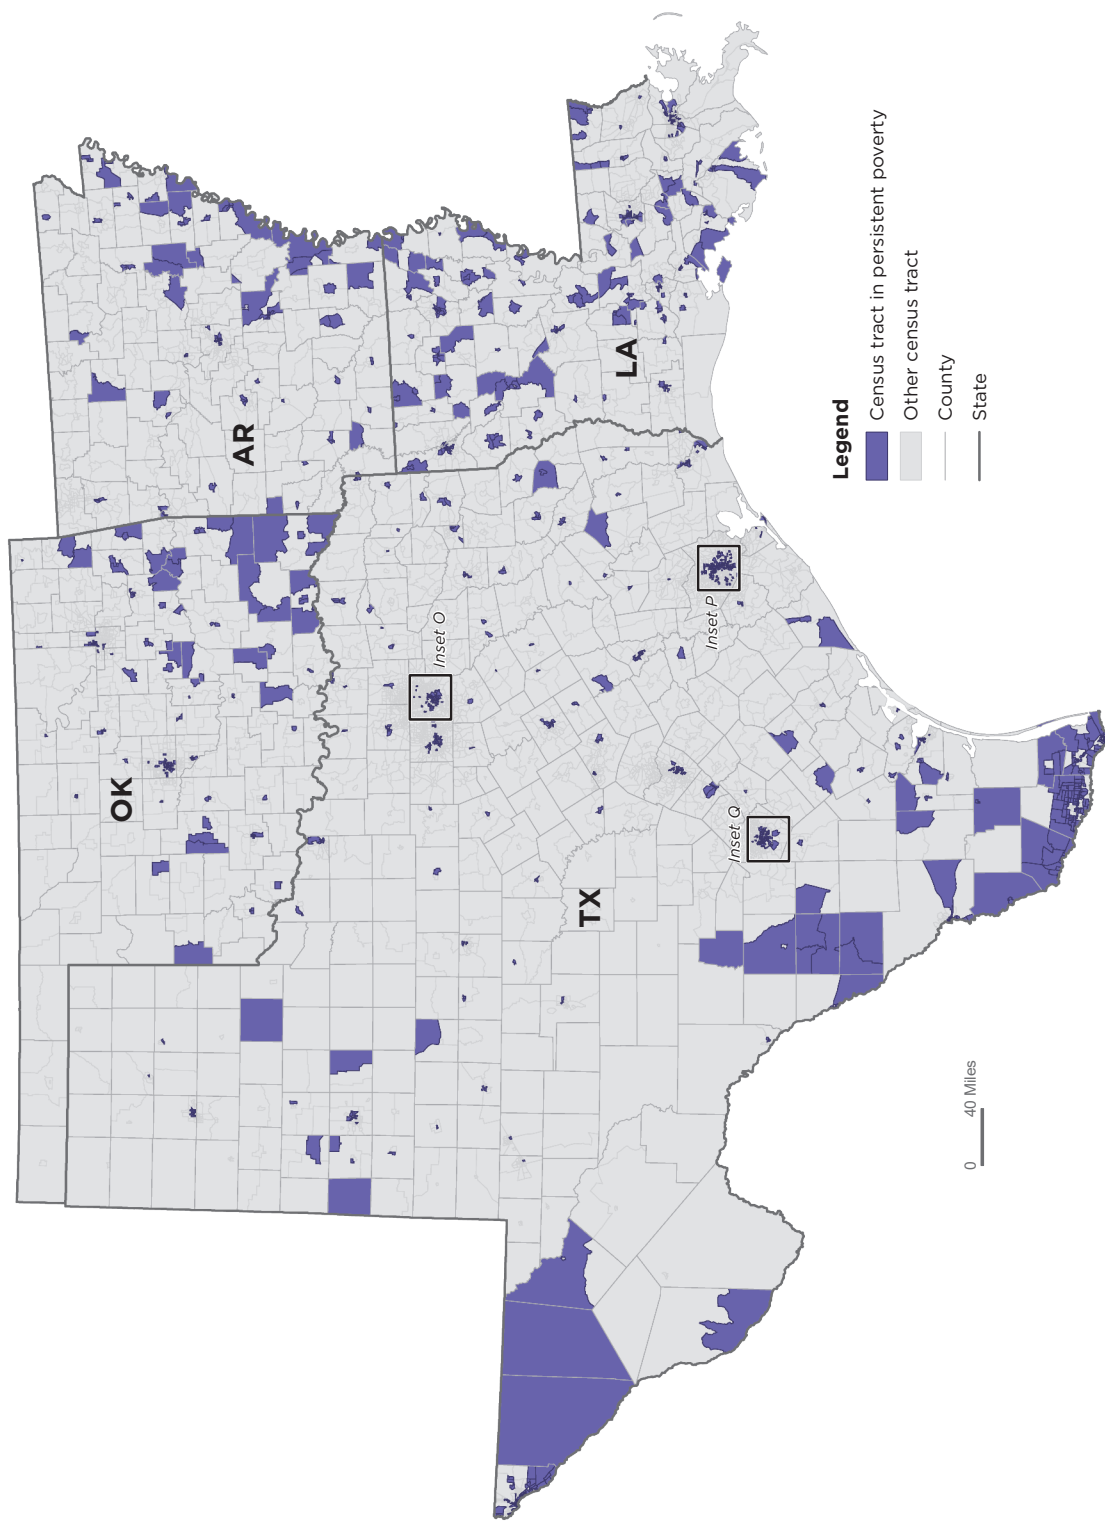 OK
AR
TX
LA
Inset O
Inset P
Inset Q
Legend
Census tract in persistent poverty
Other census tract
County
State
0 40 Miles